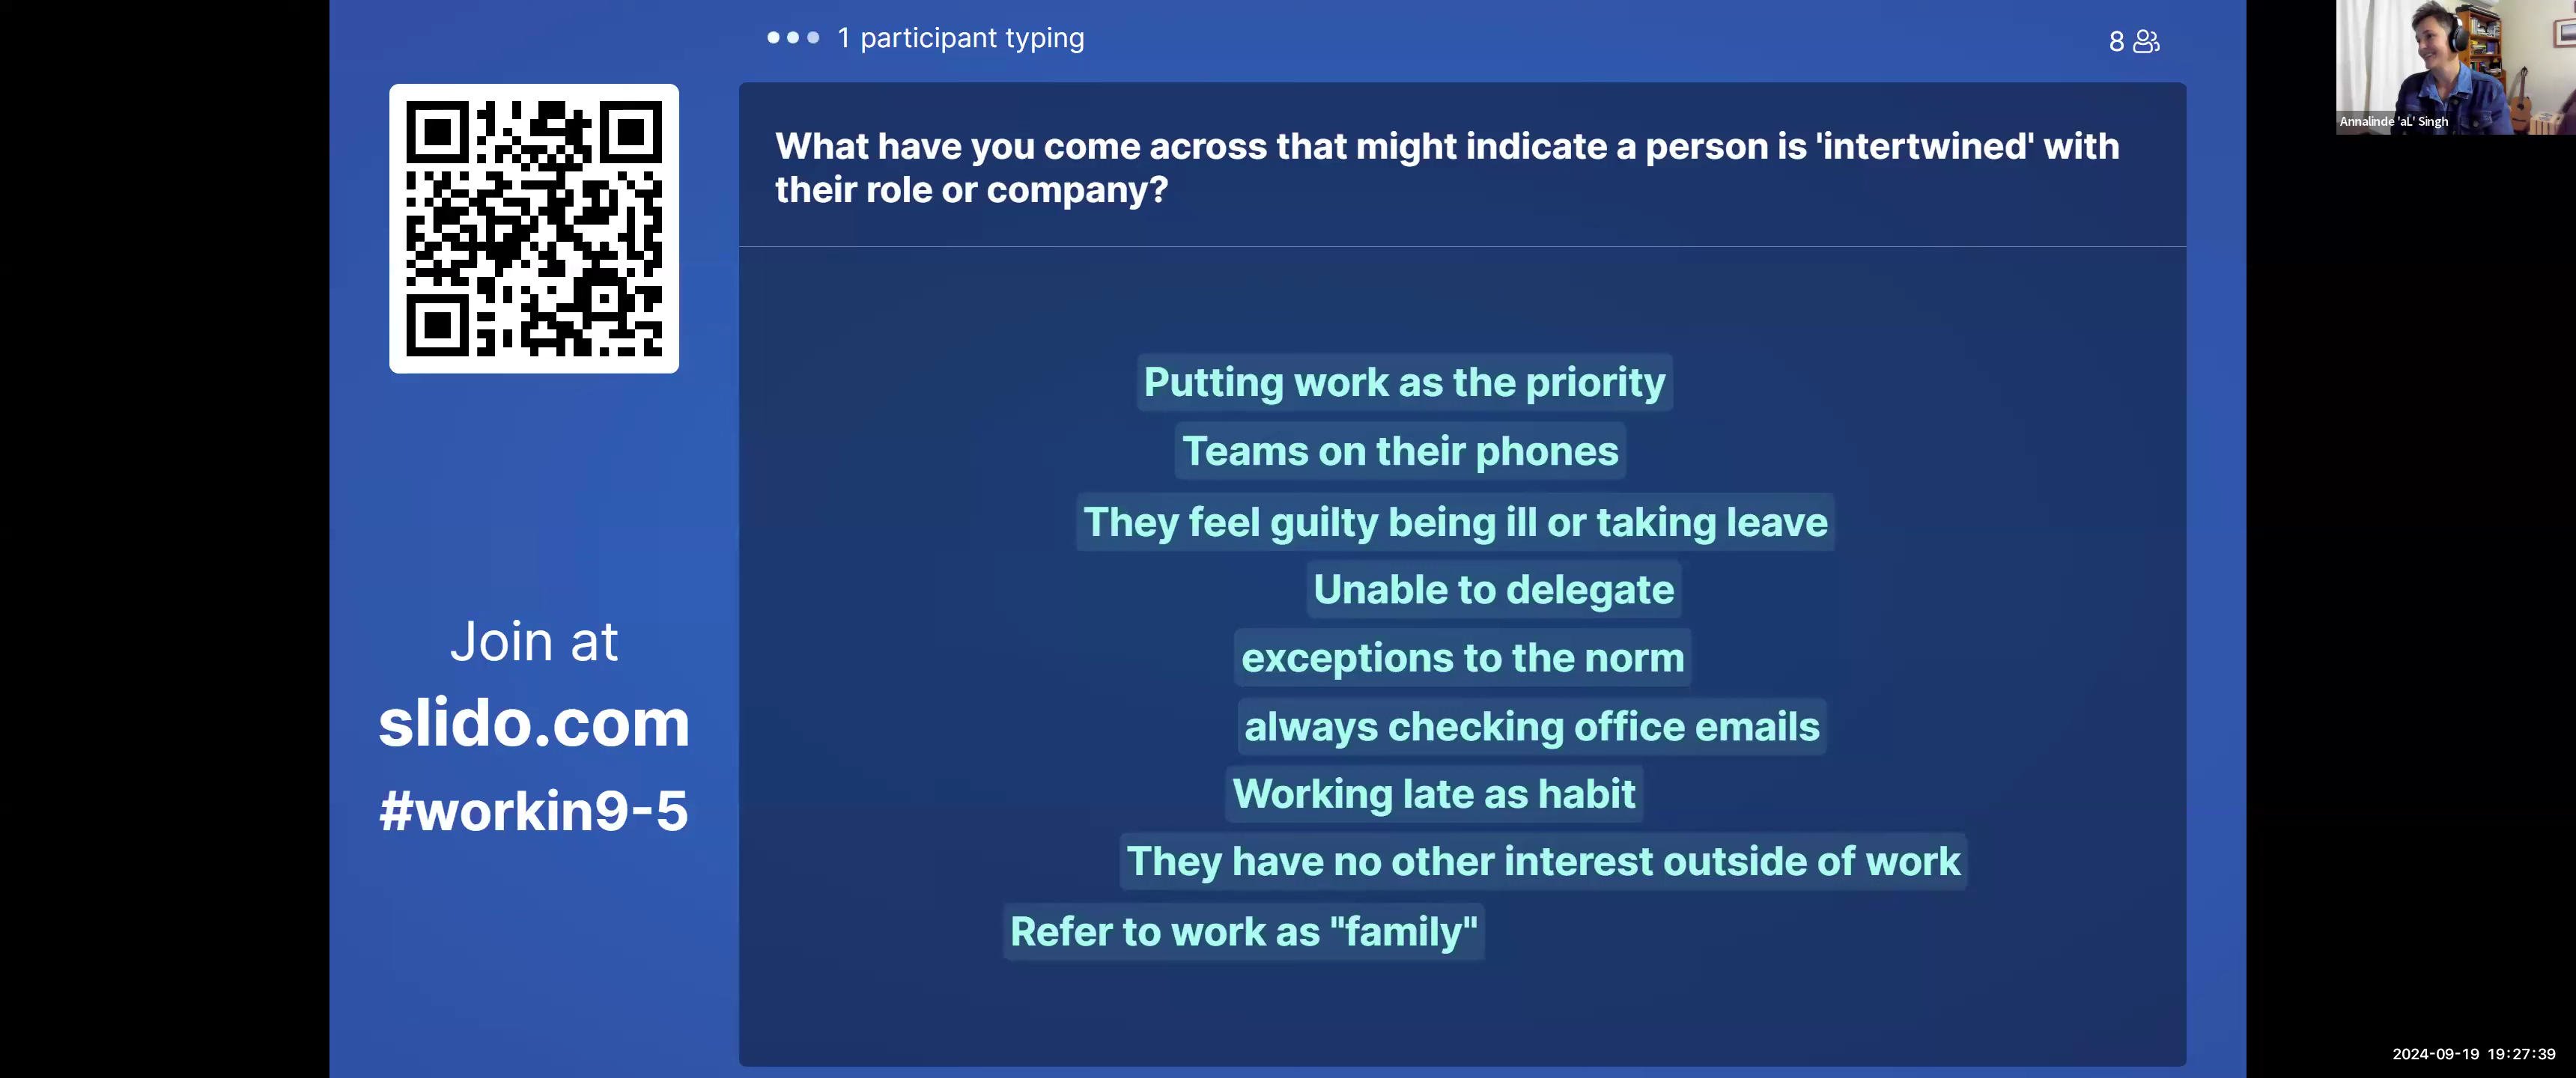 1 participant typing
8
What have you come across that might indicate a person is 'intertwined' with
their role or company?
Putting work as the priority
Teams on their phones
They feel guilty being ill or taking leave
Unable to delegate
exceptions to the norm
always checking office emails
Working late as habit
They have no other interest outside of work
Refer to work as "family"
Join at
slido.com
#workin9-5
Annalinde 'aL' Singh
2024-09-19 19:27:39